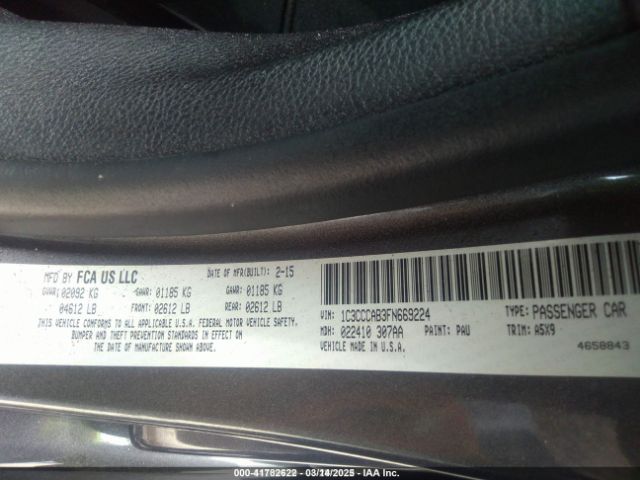 MFD BY FCA US LLC DATE OF MFR(BUILT): 2-15
GVWR: 02092 KG GAWR: 01185 KG GAWR: 01185 KG
04612 LB FRONT: 02612 LB REAR: 02612 LB
THIS VEHICLE CONFORMS TO ALL APPLICABLE U.S.A. FEDERAL MOTOR VEHICLE SAFETY,
BUMPER AND THEFT PREVENTION STANDARDS IN EFFECT ON
THE DATE OF MANUFACTURE SHOWN ABOVE.
VIN: 1C3CCCAB3FN669224 TYPE: PASSENGER CAR
MDH: 022410 307AA PAINT: PAU TRIM: A5X9
VEHICLE MADE IN U.S.A. 4658843
000-41782622 - 03/14/2025 - IAA Inc.